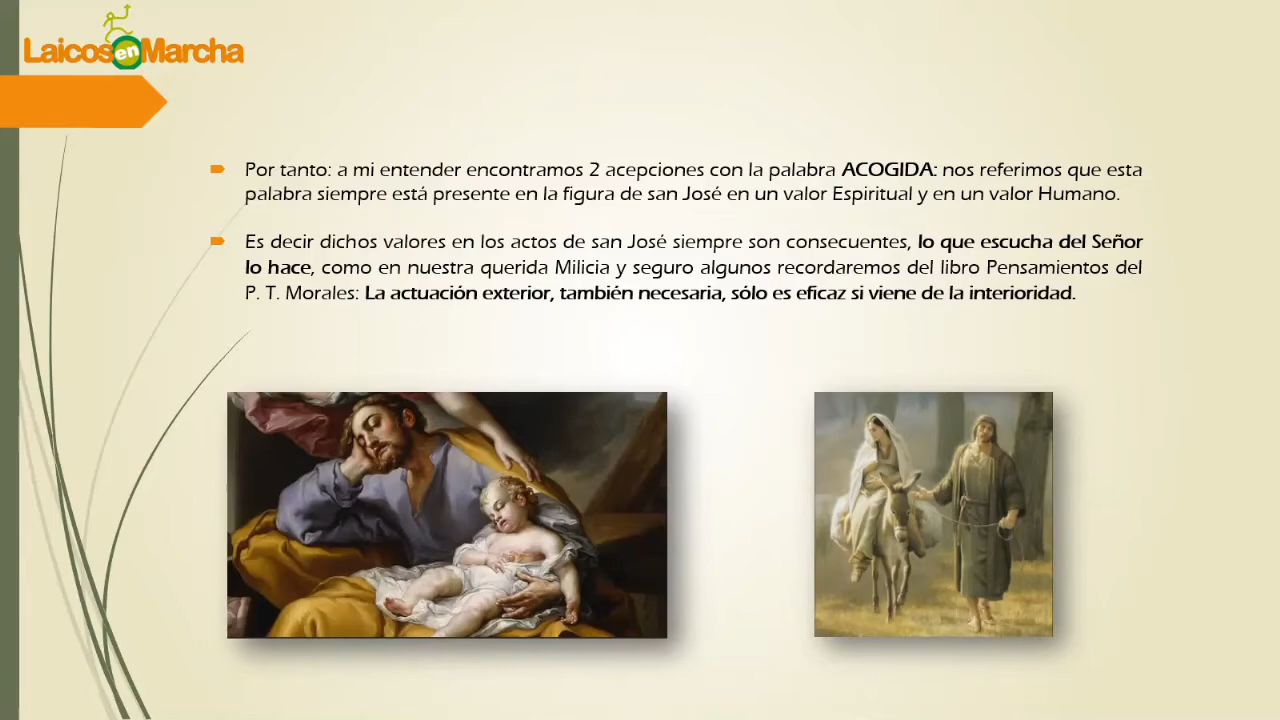 Laicos en Marcha
Por tanto: a mi entender encontramos 2 acepciones con la palabra ACOGIDA: nos referimos que esta
palabra siempre está presente en la figura de san José en un valor Espiritual y en un valor Humano.
Es decir dichos valores en los actos de san José siempre son consecuentes, lo que escucha del Señor
lo hace, como en nuestra querida Milicia y seguro algunos recordaremos del libro Pensamientos del
P. T. Morales: La actuación exterior, también necesaria, sólo es eficaz si viene de la interioridad.